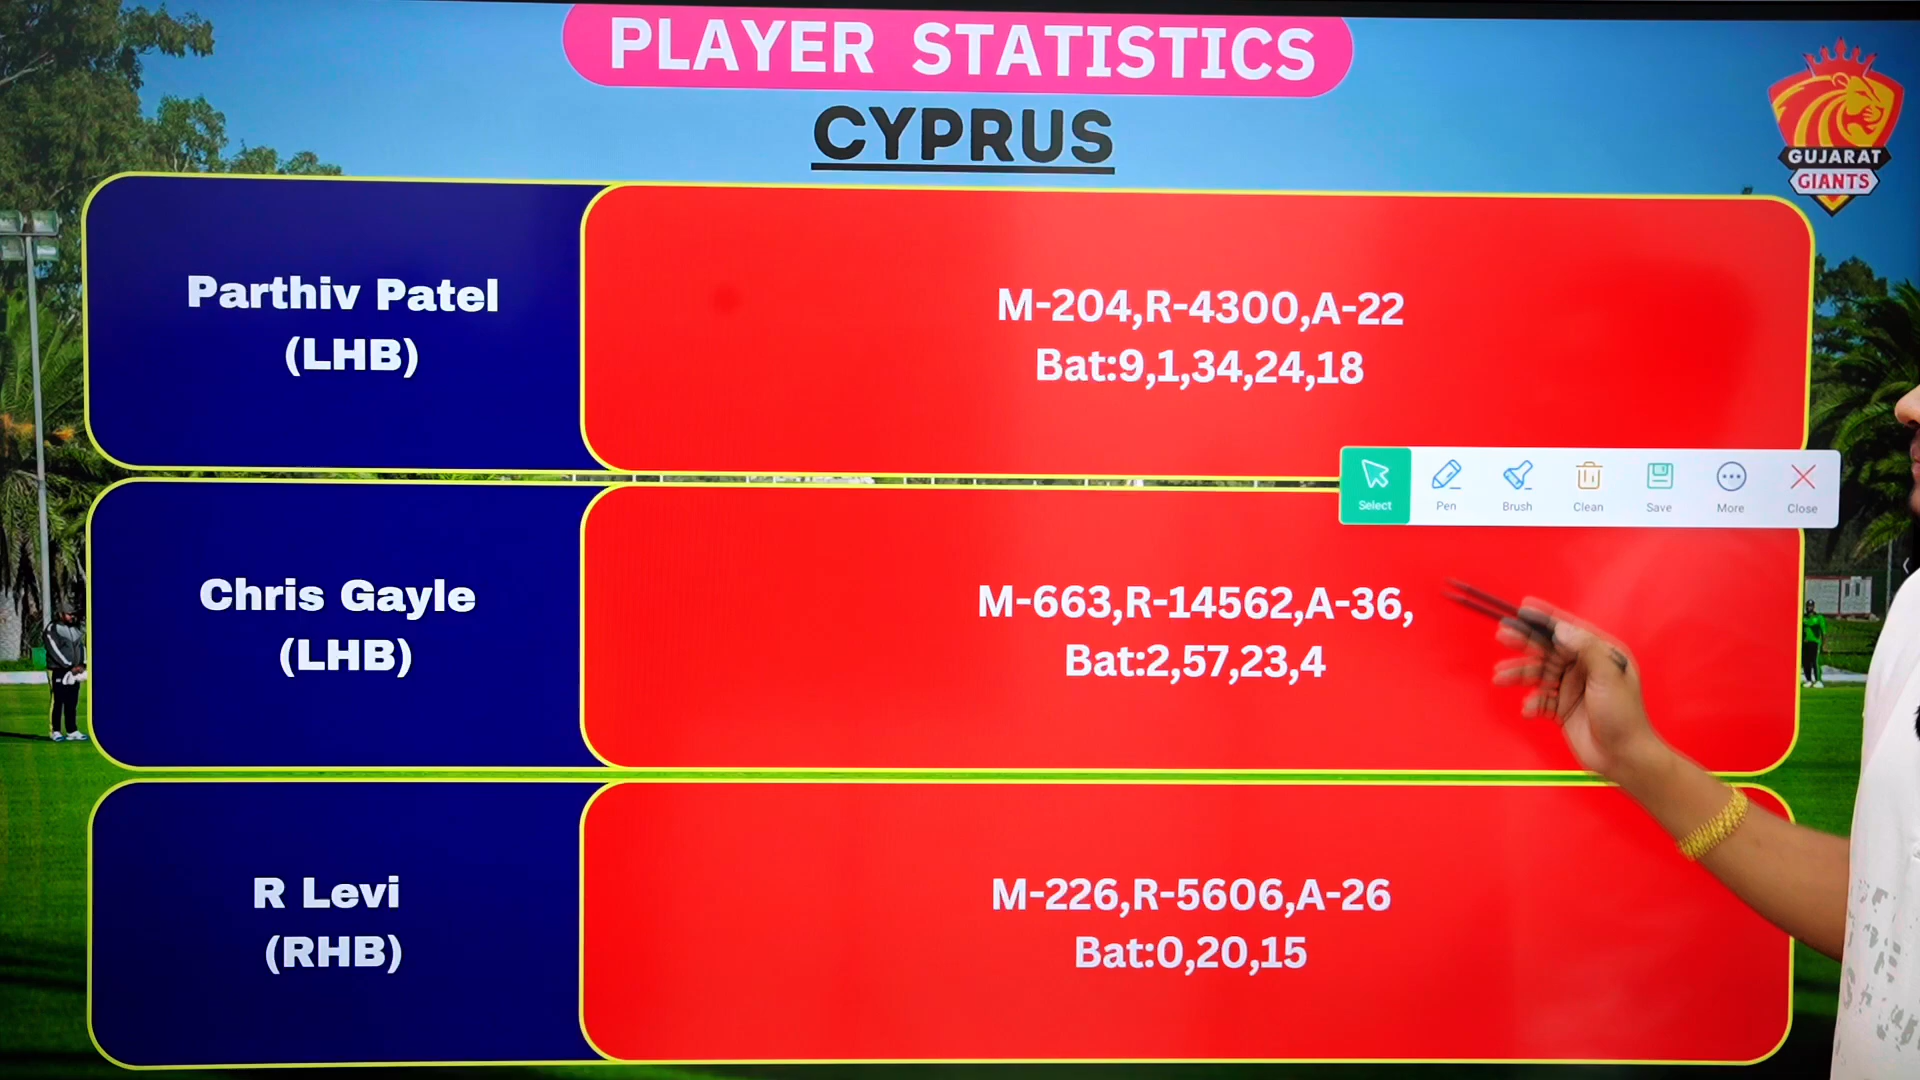 PLAYER STATISTICS
CYPRUS
GUJARAT
GIANTS
Parthiv Patel
(LHB)
M-204,R-4300,A-22
Bat:9,1,34,24,18
Select
Pen
Brush
Clean
Save
More
Close
Chris Gayle
(LHB)
M-663,R-14562,A-36,
Bat:2,57,23,4
R Levi
(RHB)
M-226,R-5606,A-26
Bat:0,20,15